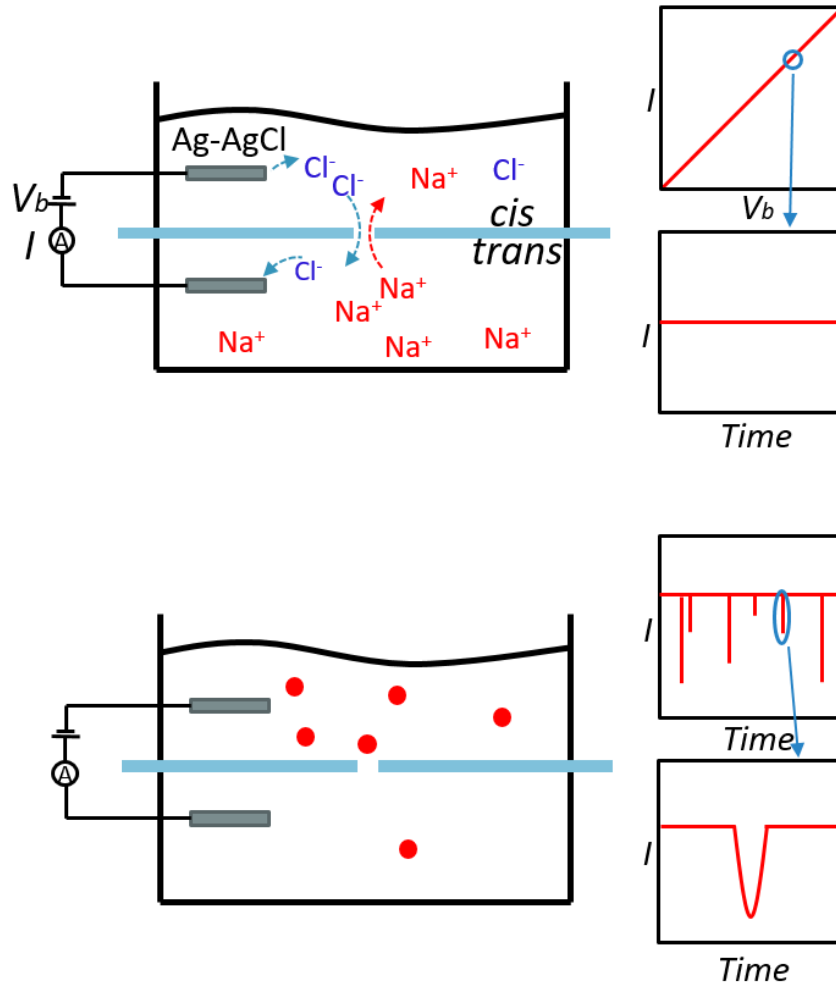 Ag-AgCl
Cl⁻
Cl⁻
Na⁺
Cl⁻
V_b
I
A
cis
trans
Cl⁻
Na⁺
Na⁺
Na⁺
Na⁺
Na⁺
I
V_b
I
Time
A
I
Time
I
Time